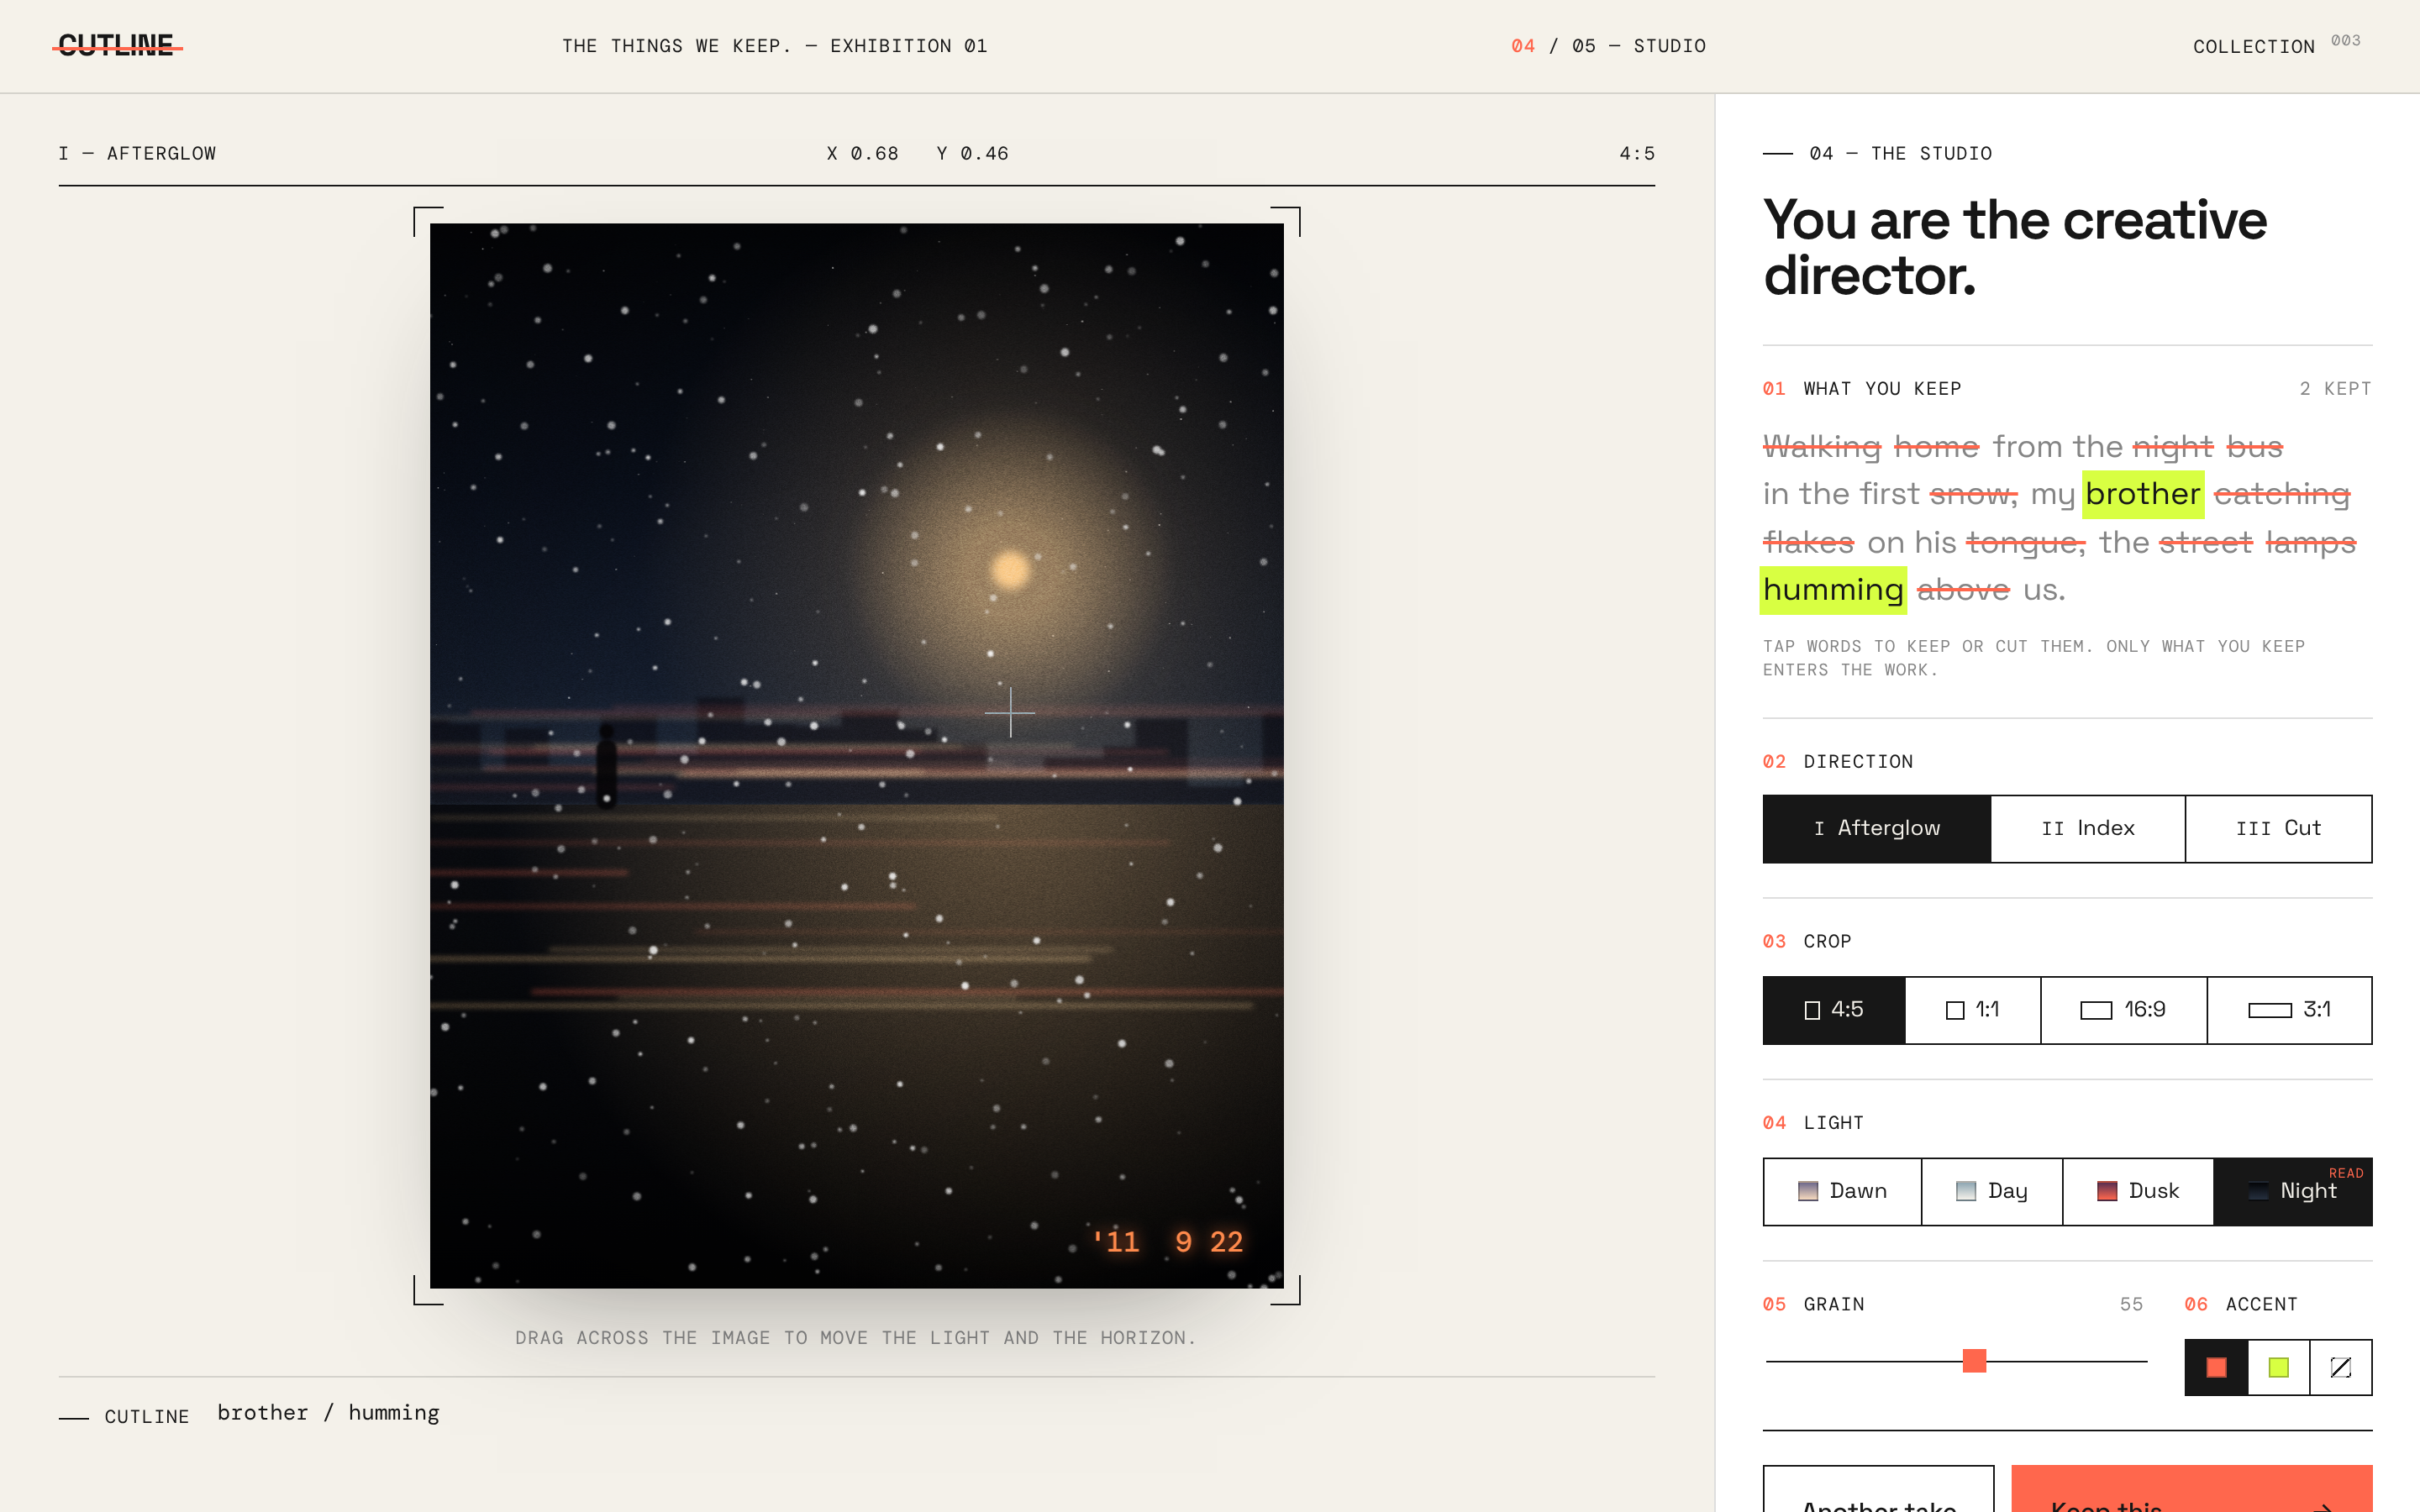 CUTLINE
THE THINGS WE KEEP. — EXHIBITION 01
04 / 05 — STUDIO
COLLECTION 003
I — AFTERGLOW
X 0.68 Y 0.46
4:5
'11 9 22
DRAG ACROSS THE IMAGE TO MOVE THE LIGHT AND THE HORIZON.
— CUTLINE brother / humming
— 04 — THE STUDIO
You are the creative
director.
01 WHAT YOU KEEP
2 KEPT
Walking home from the night bus
in the first snow, my brother catching
flakes on his tongue, the street lamps
humming above us.
TAP WORDS TO KEEP OR CUT THEM. ONLY WHAT YOU KEEP
ENTERS THE WORK.
02 DIRECTION
I Afterglow
II Index
III Cut
03 CROP
4:5
1:1
16:9
3:1
04 LIGHT
Dawn
Day
Dusk
Night
READ
05 GRAIN
55
06 ACCENT
Another take
Keep this →